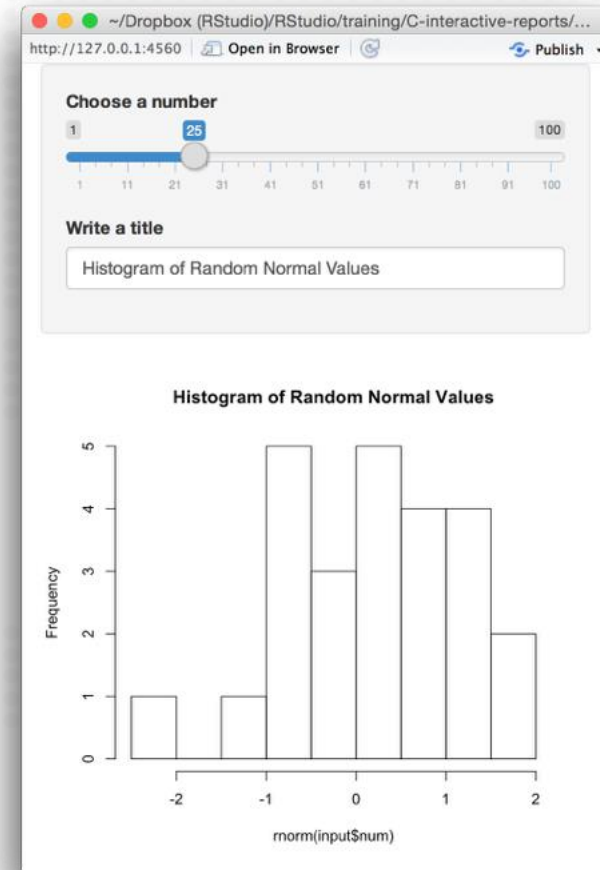 ~/Dropbox (RStudio)/RStudio/training/C-interactive-reports/...
http://127.0.0.1:4560 Open in Browser Publish
Choose a number
1 25 100
1 11 21 31 41 51 61 71 81 91 100
Write a title
Histogram of Random Normal Values
Histogram of Random Normal Values
5
4
3
2
1
0
Frequency
-2 -1 0 1 2
rnorm(input$num)